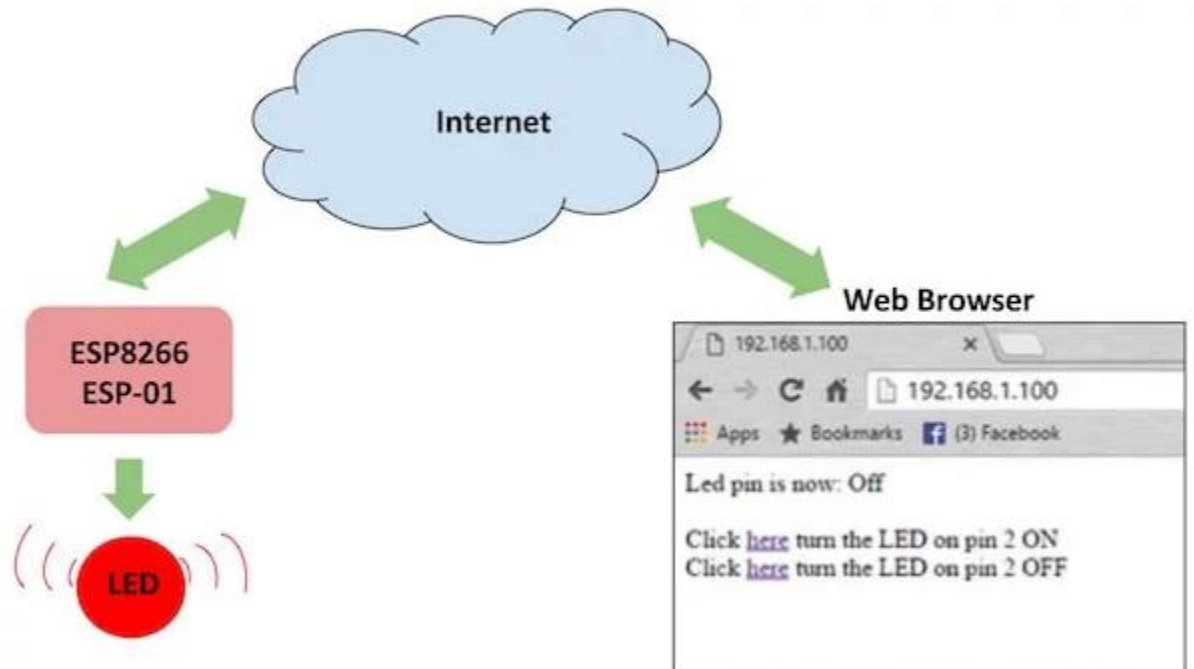 Internet
Web Browser
192.168.1.100
192.168.1.100
Apps Bookmarks (3) Facebook
Led pin is now: Off
Click here turn the LED on pin 2 ON
Click here turn the LED on pin 2 OFF
ESP8266
ESP-01
LED